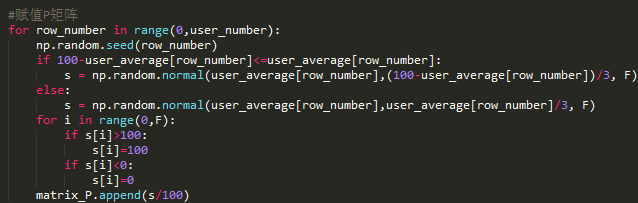 #赋值P矩阵
for row_number in range(0,user_number):
    np.random.seed(row_number)
    if 100-user_average[row_number]<=user_average[row_number]:
        s = np.random.normal(user_average[row_number],(100-user_average[row_number])/3, F)
    else:
        s = np.random.normal(user_average[row_number],user_average[row_number]/3, F)
    for i in range(0,F):
        if s[i]>100:
            s[i]=100
        if s[i]<0:
            s[i]=0
    matrix_P.append(s/100)